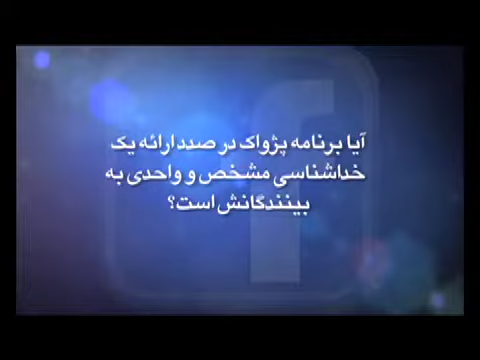 آیا برنامه پژواک در صدد ارائه یک
خداشناسی مشخص و واحدی به
بینندگانش است؟